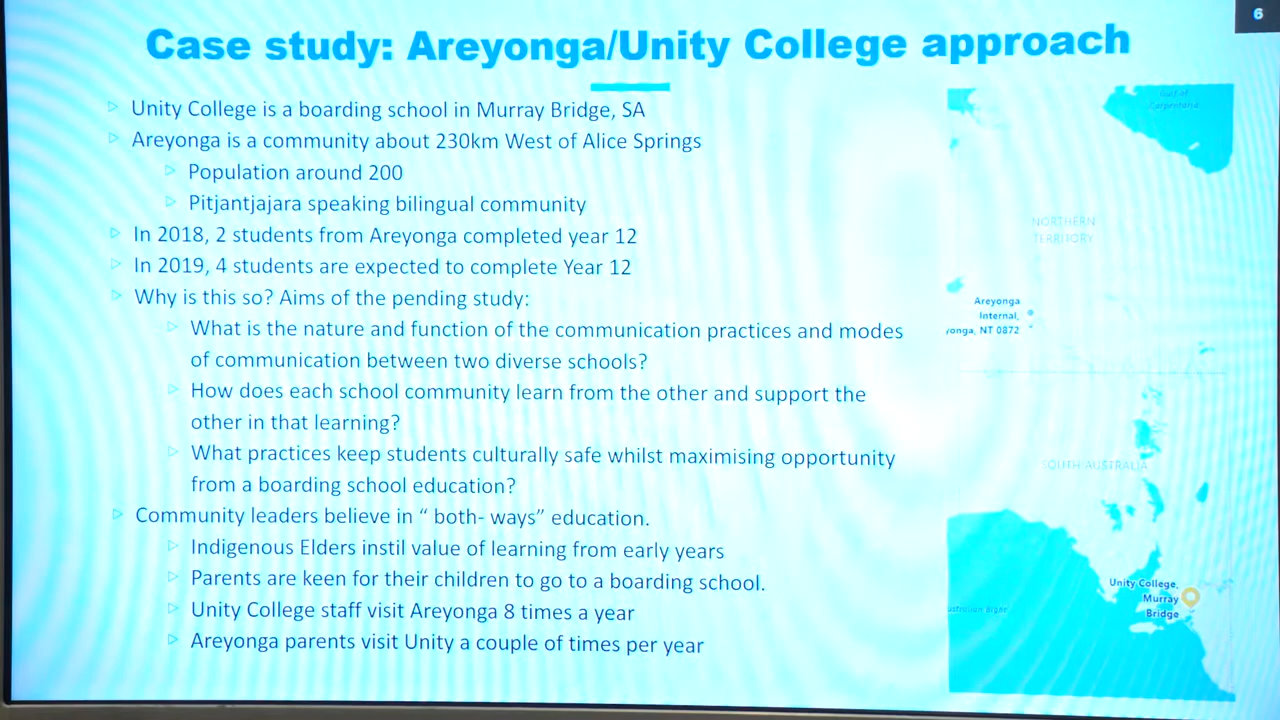 6
Case study: Areyonga/Unity College approach
Unity College is a boarding school in Murray Bridge, SA
Areyonga is a community about 230km West of Alice Springs
Population around 200
Pitjantjajara speaking bilingual community
In 2018, 2 students from Areyonga completed year 12
In 2019, 4 students are expected to complete Year 12
Why is this so? Aims of the pending study:
What is the nature and function of the communication practices and modes
of communication between two diverse schools?
How does each school community learn from the other and support the
other in that learning?
What practices keep students culturally safe whilst maximising opportunity
from a boarding school education?
Community leaders believe in “ both- ways” education.
Indigenous Elders instil value of learning from early years
Parents are keen for their children to go to a boarding school.
Unity College staff visit Areyonga 8 times a year
Areyonga parents visit Unity a couple of times per year
Gulf of
Carpentaria
NORTHERN
TERRITORY
Areyonga
Internal,
yonga, NT 0872
SOUTH AUSTRALIA
Unity College,
Murray
Bridge
ustralian Bight